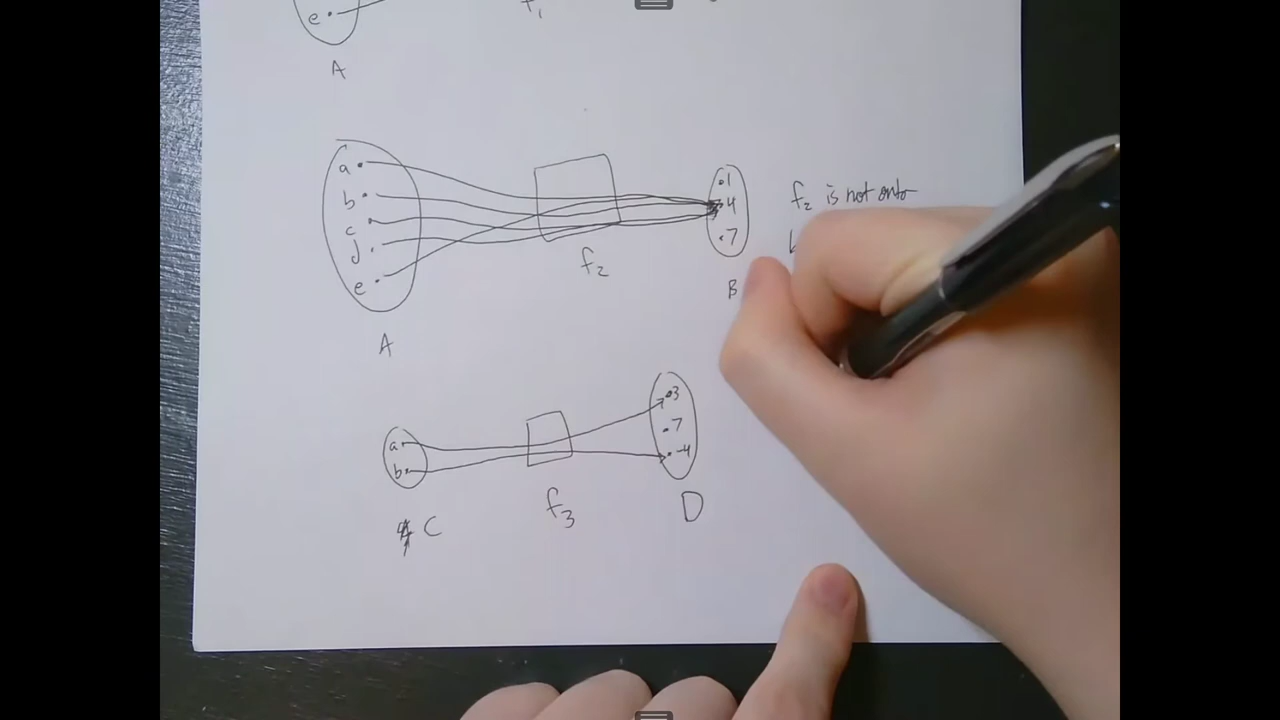 e
f₁
A
a
b
c
d
e
A
f₂
1
4
7
B
f₂ is not onto
a
b
A C
f₃
3
7
-4
D